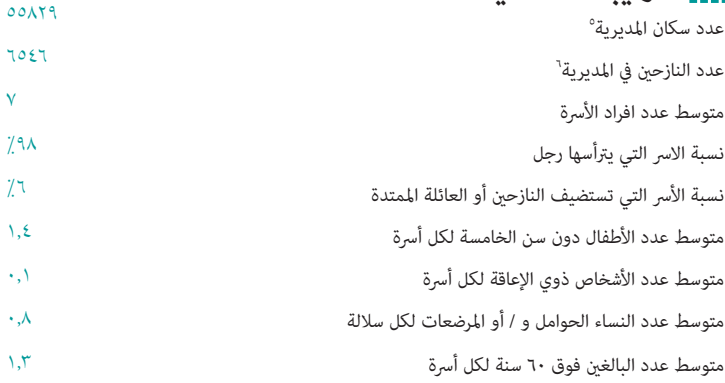 عدد سكان المديرية٥ ٥٥٨٢٩
عدد النازحين في المديرية٦ ٦٥٤٦
متوسط عدد افراد الأسرة ٧
نسبة الاسر التي يترأسها رجل ٩٨٪
نسبة الأسر التي تستضيف النازحين أو العائلة الممتدة ٦٪
متوسط عدد الأطفال دون سن الخامسة لكل أسرة ١,٤
متوسط عدد الأشخاص ذوي الإعاقة لكل أسرة ٠,١
متوسط عدد النساء الحوامل و / أو المرضعات لكل سلالة ٠,٨
متوسط عدد البالغين فوق ٦٠ سنة لكل أسرة ١,٣